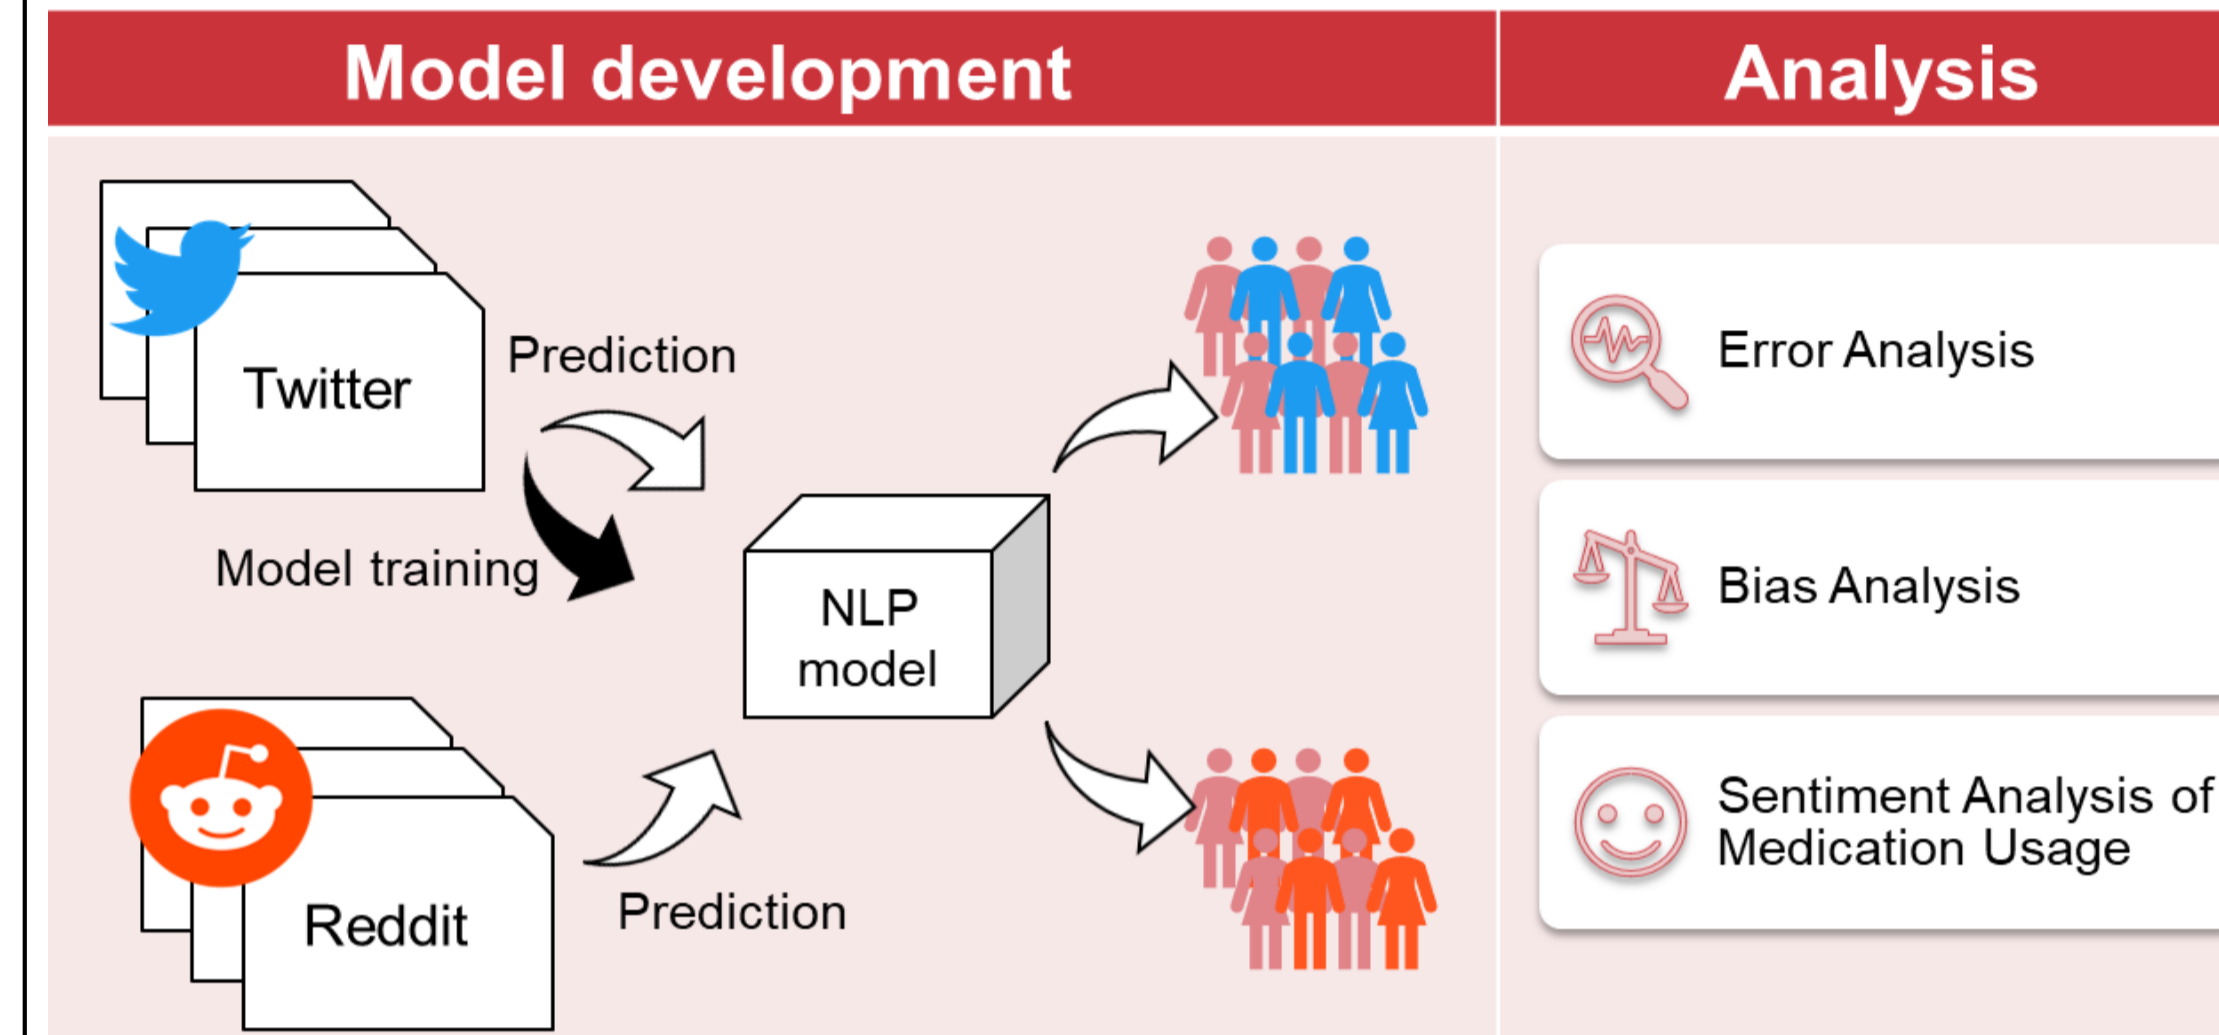 Model development
Analysis
Twitter
Prediction
Model training
NLP
model
Reddit
Prediction
Error Analysis
Bias Analysis
Sentiment Analysis of
Medication Usage